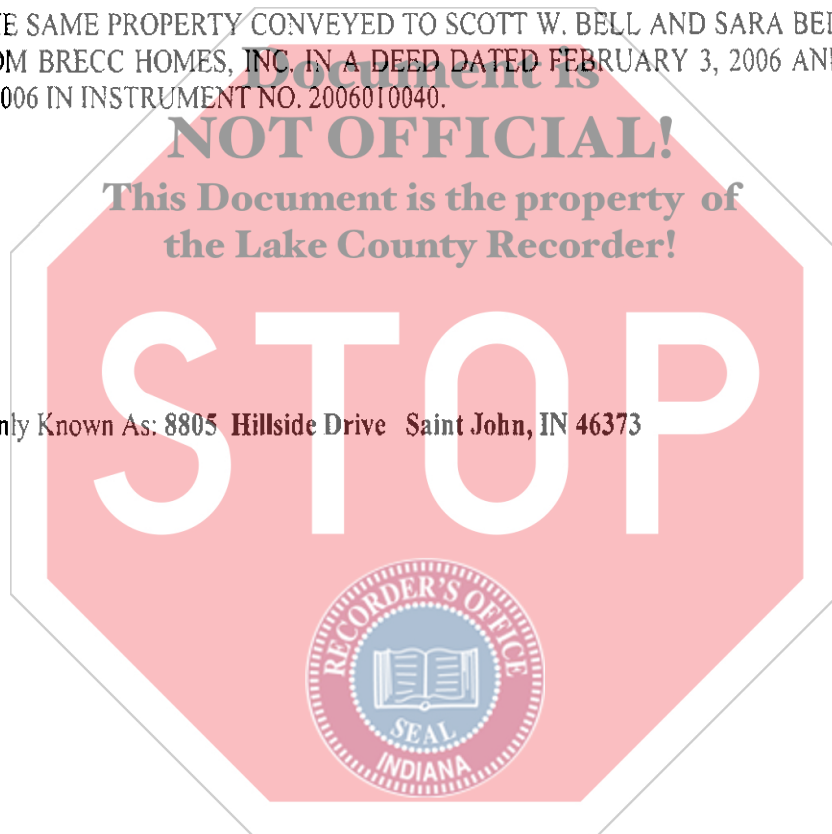 E SAME PROPERTY CONVEYED TO SCOTT W. BELL AND SARA BEL
OM BRECC HOMES, INC. IN A DEED DATED FEBRUARY 3, 2006 AN
006 IN INSTRUMENT NO. 2006010040.
Document is
NOT OFFICIAL!
This Document is the property of
the Lake County Recorder!
nly Known As: 8805 Hillside Drive Saint John, IN 46373
STOP
RECORDER'S OFFICE
SEAL
INDIANA